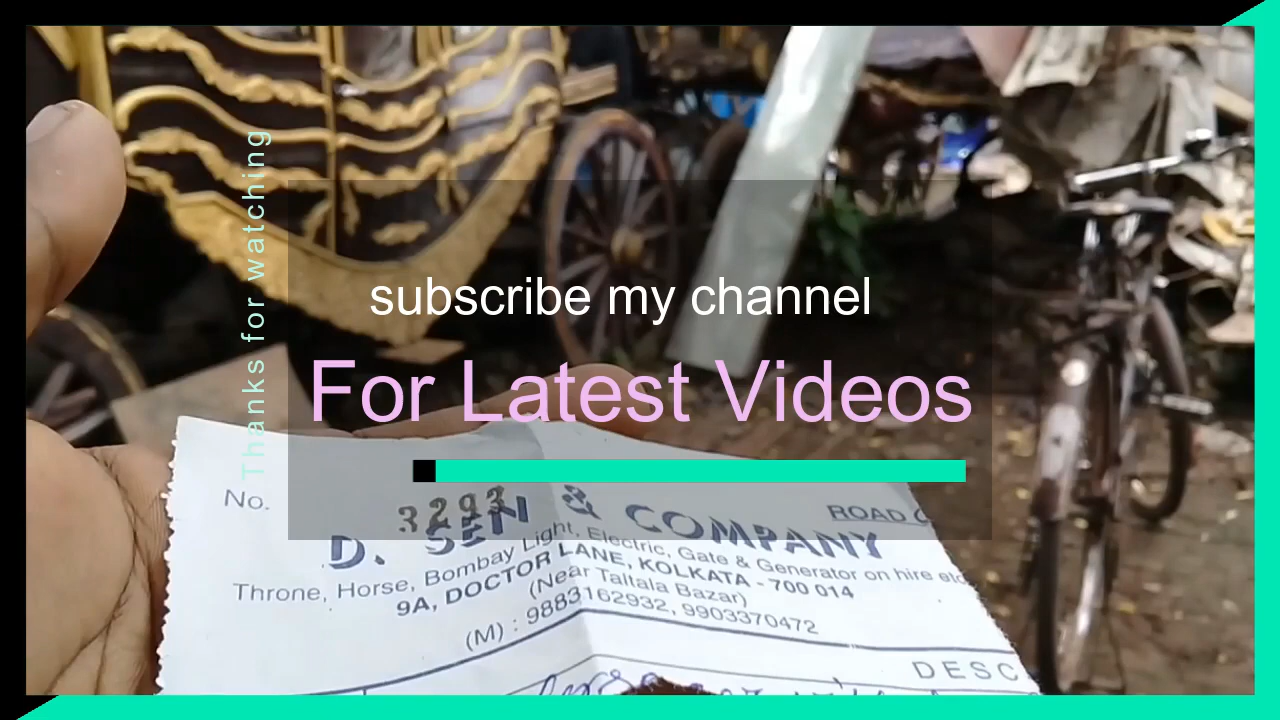 Thanks for watching
subscribe my channel
For Latest Videos
No. 3293
ROAD
D. SEN & COMPANY
Throne, Horse, Bombay Light, Electric, Gate & Generator on hire etc
9A, DOCTOR LANE, KOLKATA - 700 014
(Near Taltala Bazar)
(M) : 9883162932, 9903370472
DESC